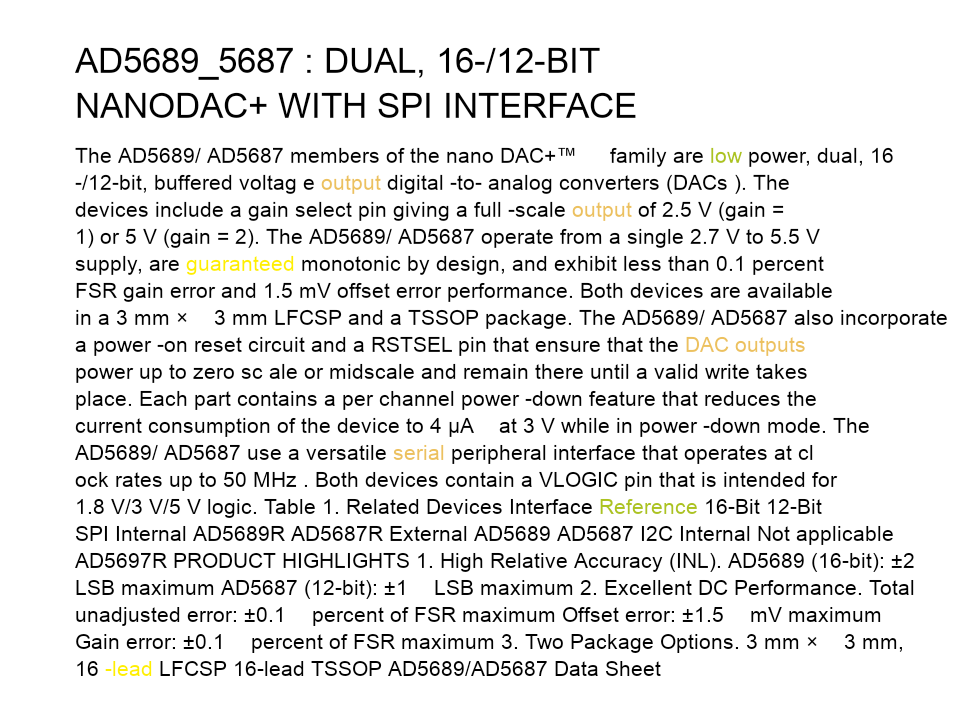 AD5689_5687 : DUAL, 16-/12-BIT
NANODAC+ WITH SPI INTERFACE
The AD5689/ AD5687 members of the nano DAC+™ family are low power, dual, 16
-/12-bit, buffered voltag e output digital -to- analog converters (DACs ). The
devices include a gain select pin giving a full -scale output of 2.5 V (gain =
1) or 5 V (gain = 2). The AD5689/ AD5687 operate from a single 2.7 V to 5.5 V
supply, are guaranteed monotonic by design, and exhibit less than 0.1 percent
FSR gain error and 1.5 mV offset error performance. Both devices are available
in a 3 mm × 3 mm LFCSP and a TSSOP package. The AD5689/ AD5687 also incorporate
a power -on reset circuit and a RSTSEL pin that ensure that the DAC outputs
power up to zero sc ale or midscale and remain there until a valid write takes
place. Each part contains a per channel power -down feature that reduces the
current consumption of the device to 4 µA at 3 V while in power -down mode. The
AD5689/ AD5687 use a versatile serial peripheral interface that operates at cl
ock rates up to 50 MHz . Both devices contain a VLOGIC pin that is intended for
1.8 V/3 V/5 V logic. Table 1. Related Devices Interface Reference 16-Bit 12-Bit
SPI Internal AD5689R AD5687R External AD5689 AD5687 I2C Internal Not applicable
AD5697R PRODUCT HIGHLIGHTS 1. High Relative Accuracy (INL). AD5689 (16-bit): ±2
LSB maximum AD5687 (12-bit): ±1 LSB maximum 2. Excellent DC Performance. Total
unadjusted error: ±0.1 percent of FSR maximum Offset error: ±1.5 mV maximum
Gain error: ±0.1 percent of FSR maximum 3. Two Package Options. 3 mm × 3 mm,
16 -lead LFCSP 16-lead TSSOP AD5689/AD5687 Data Sheet